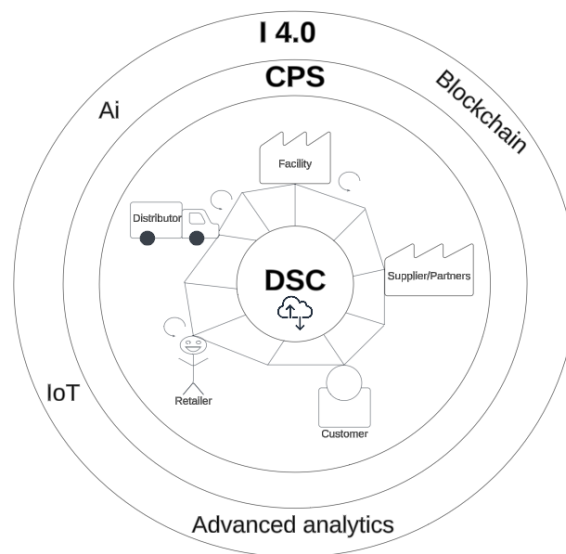 I 4.0
CPS
Ai
Blockchain
Facility
Distributor
DSC
Supplier/Partners
IoT
Retailer
Customer
Advanced analytics